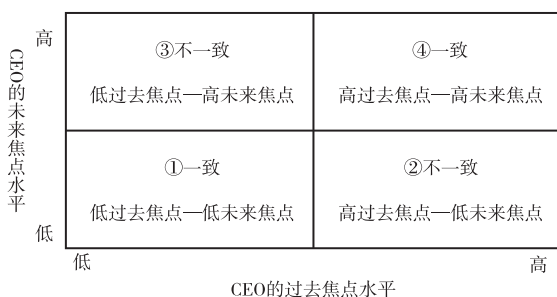 高
③不一致
④一致
低过去焦点—高未来焦点
高过去焦点—高未来焦点
CEO的未来焦点水平
①一致
②不一致
低过去焦点—低未来焦点
高过去焦点—低未来焦点
低
低
高
CEO的过去焦点水平